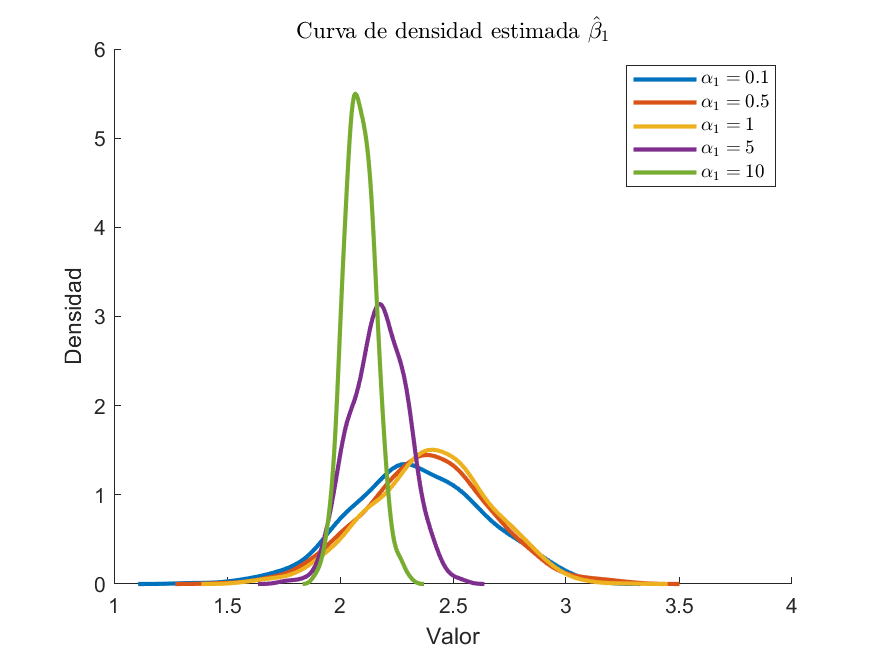 Curva de densidad estimada β̂₁
α₁ = 0.1
α₁ = 0.5
α₁ = 1
α₁ = 5
α₁ = 10
6
5
4
3
2
1
0
Densidad
1
1.5
2
2.5
3
3.5
4
Valor